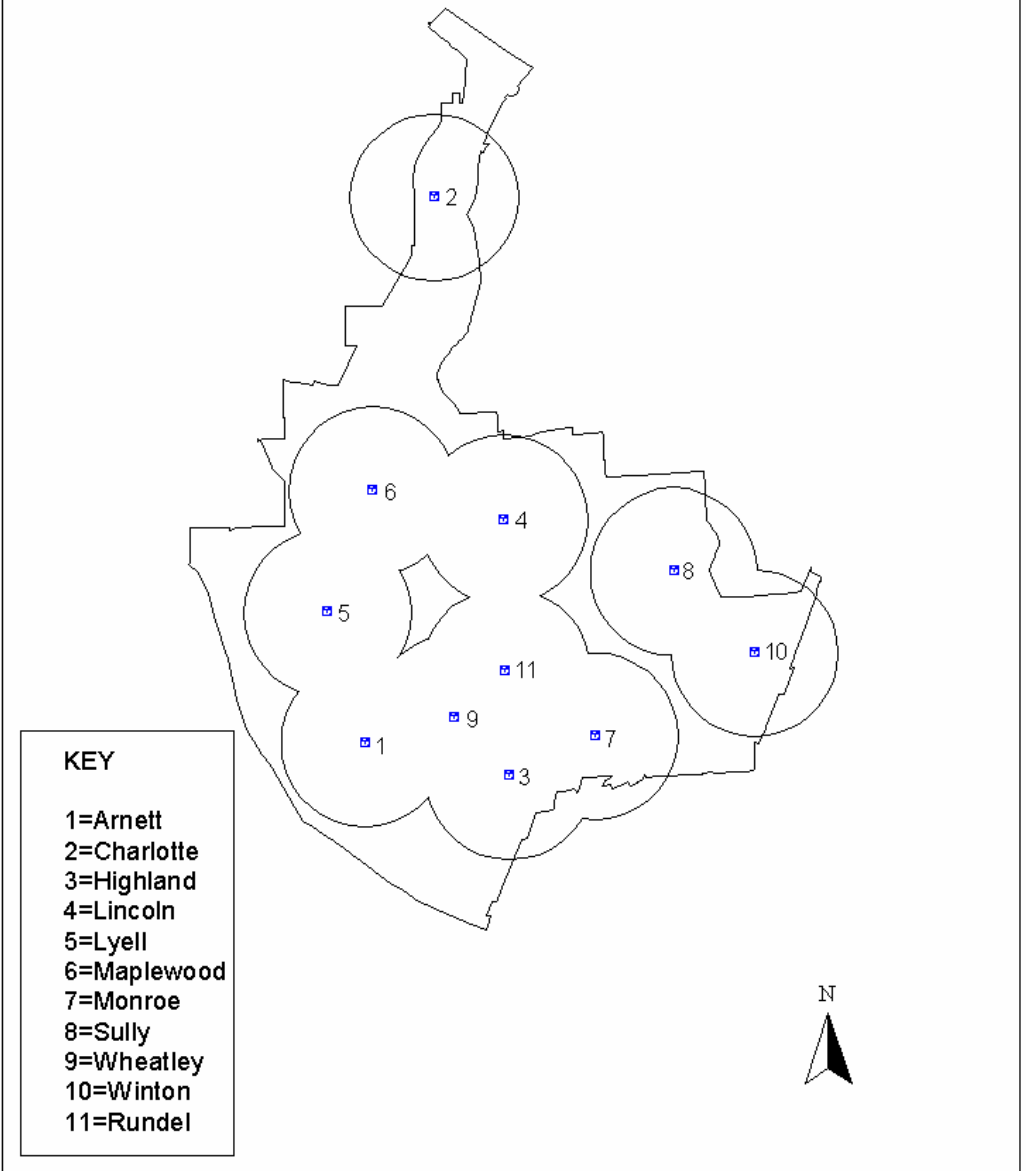 2
6
4
8
5
10
11
9
7
1
3
KEY
1=Arnett
2=Charlotte
3=Highland
4=Lincoln
5=Lyell
6=Maplewood
7=Monroe
8=Sully
9=Wheatley
10=Winton
11=Rundel
N